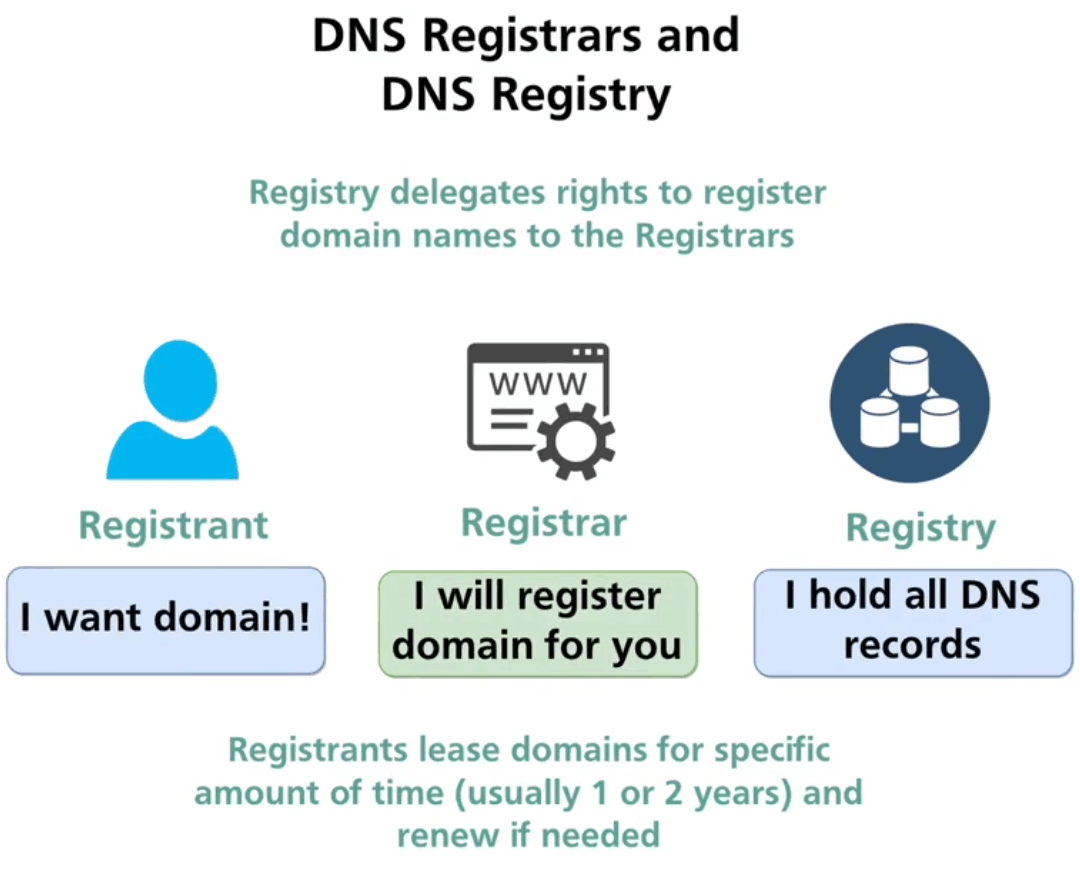 DNS Registrars and
DNS Registry
Registry delegates rights to register
domain names to the Registrars
WWW
Registrant
Registrar
Registry
I want domain!
I will register
domain for you
I hold all DNS
records
Registrants lease domains for specific
amount of time (usually 1 or 2 years) and
renew if needed